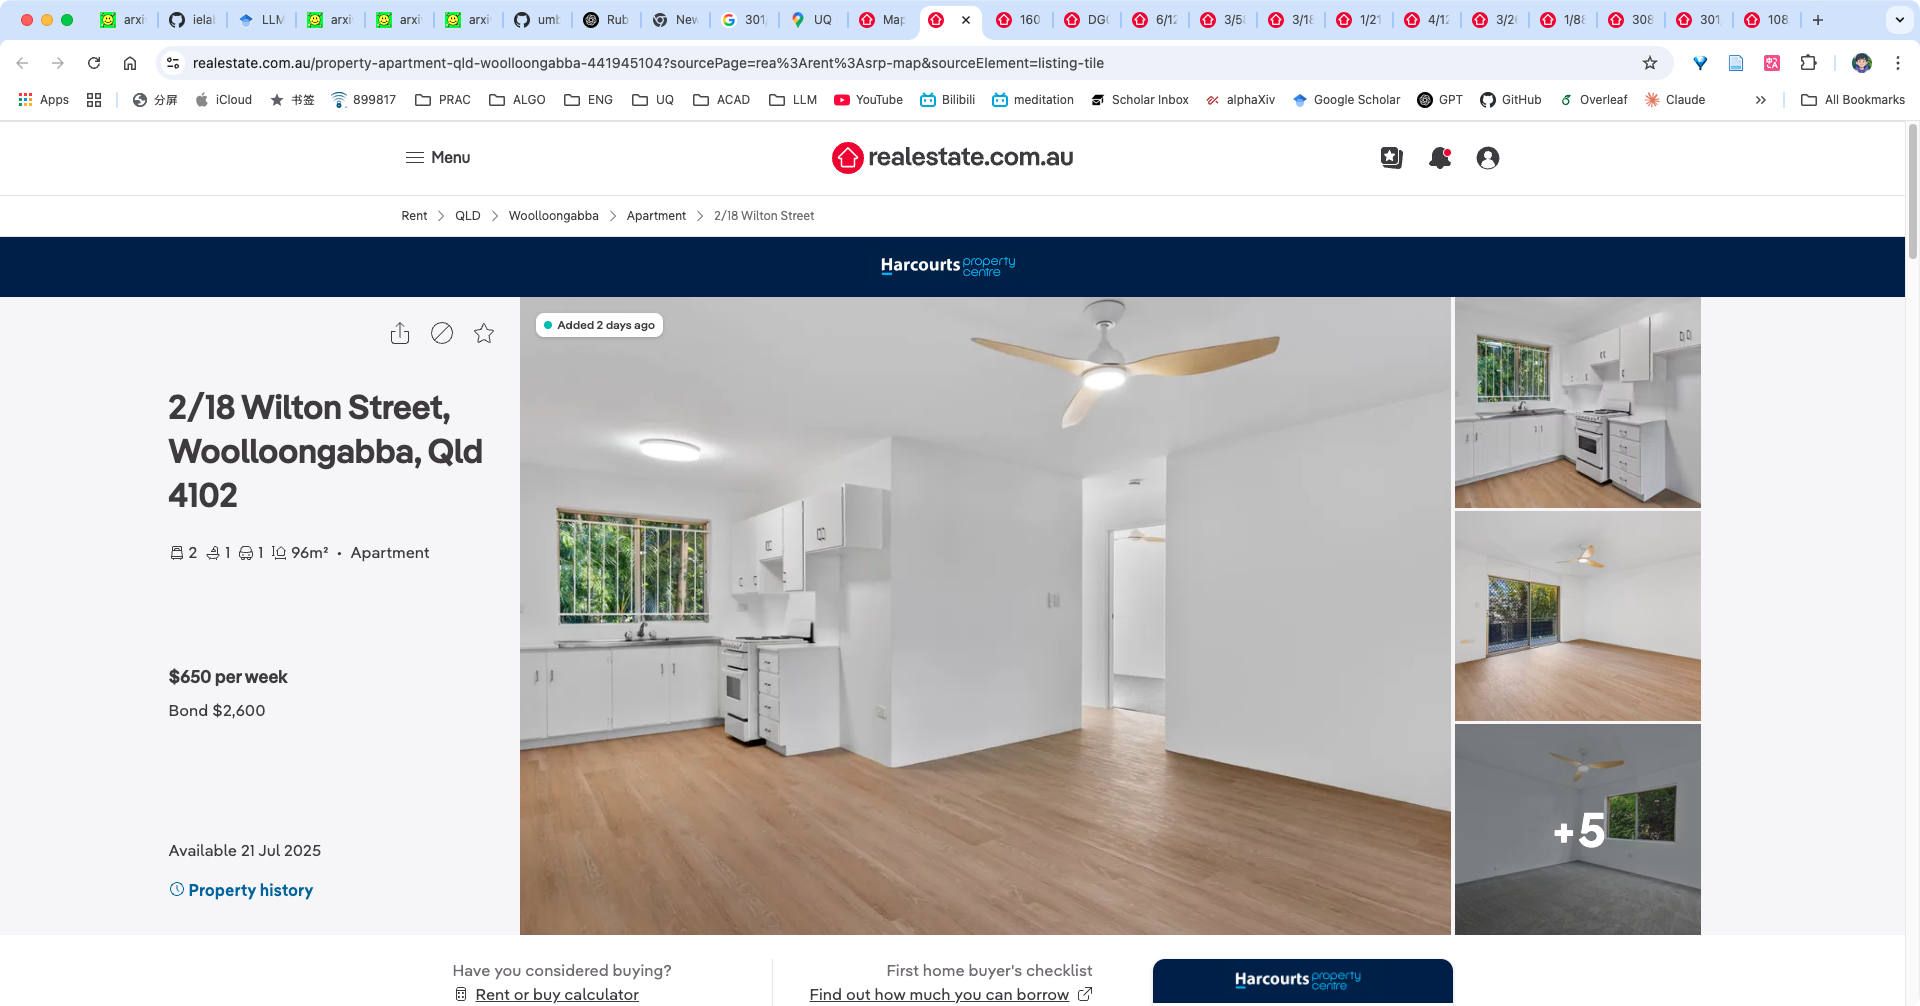 arxi
iela
LLM
arxi
arxi
arxi
umb
Rub
New
301,
UQ
Map
160
DGC
6/12
3/5
3/18
1/21
4/12
3/20
1/88
308
301
108
realestate.com.au/property-apartment-qld-woolloongabba-441945104?sourcePage=rea%3Arent%3Asrp-map&sourceElement=listing-tile
Apps
分屏
iCloud
书签
899817
PRAC
ALGO
ENG
UQ
ACAD
LLM
YouTube
Bilibili
meditation
Scholar Inbox
alphaXiv
Google Scholar
GPT
GitHub
Overleaf
Claude
All Bookmarks
Menu
realestate.com.au
Rent
QLD
Woolloongabba
Apartment
2/18 Wilton Street
Harcourts property centre
Added 2 days ago
2/18 Wilton Street,
Woolloongabba, Qld
4102
2 1 1 96m² • Apartment
$650 per week
Bond $2,600
Available 21 Jul 2025
Property history
+5
Have you considered buying?
Rent or buy calculator
First home buyer's checklist
Find out how much you can borrow
Harcourts property centre